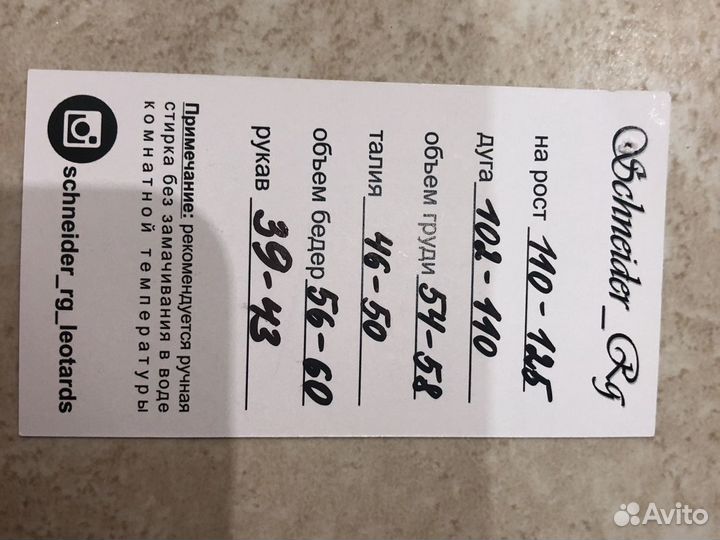 Schneider_Rg
на рост 110-125
дуга 102-110
объем груди 54-58
талия 46-50
объем бедер 56-60
рукав 39-43
Примечание: рекомендуется ручная
стирка без замачивания в воде
комнатной температуры
schneider_rg_leotards
Avito